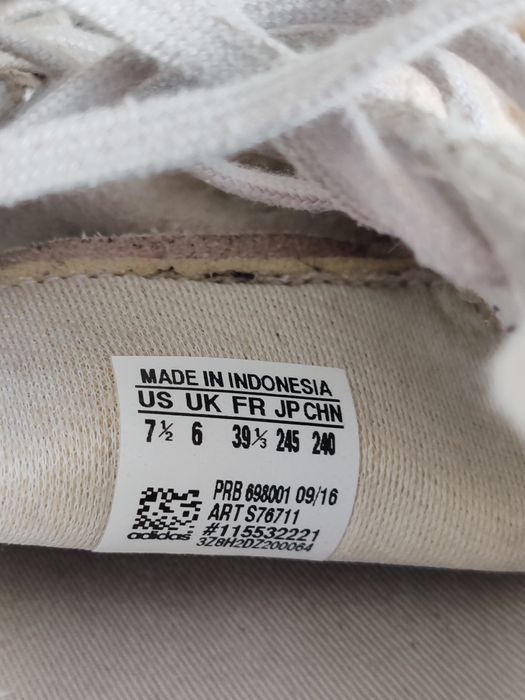 MADE IN INDONESIA
US UK FR JP CHN
7½ 6 39⅓ 245 240
PRB 698001 09/16
ART S76711
#115532221
adidas 3Z8H2DZ200064